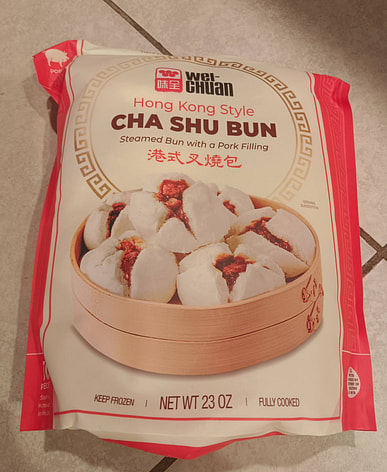 POR
味全
WEI-
CHUAN
Hong Kong Style
CHA SHU BUN
Steamed Bun with a Pork Filling
港式叉燒包
KEEP FROZEN | NET WT 23 OZ | FULLY COOKED